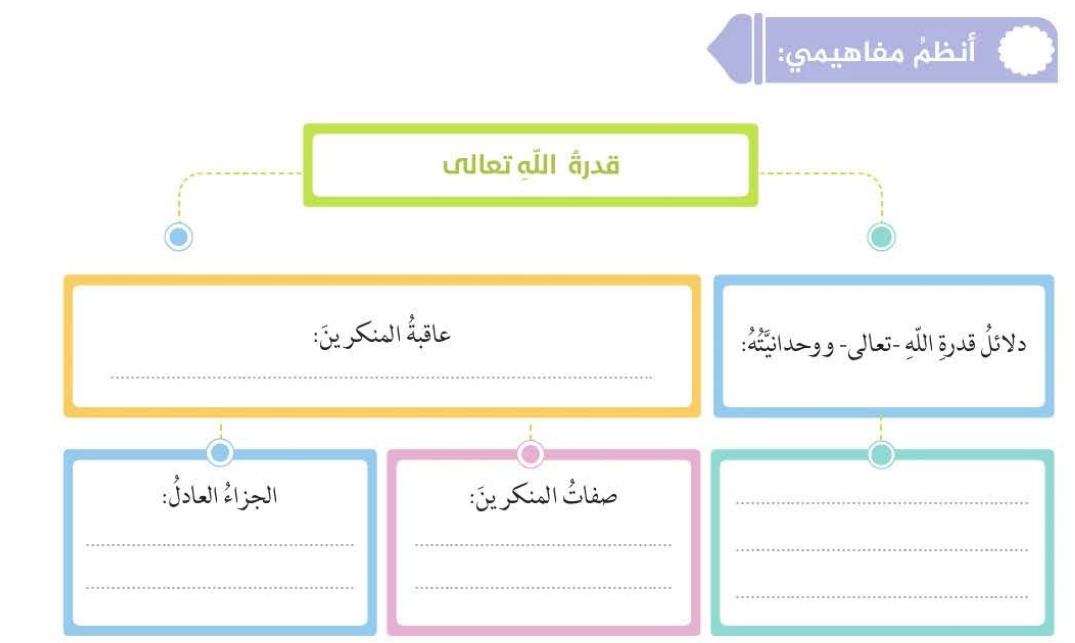 أنظمُ مفاهيمي:
قدرةُ اللّهِ تعالى
دلائلُ قدرةِ اللّهِ -تعالى- ووحدانيَّتُهُ:
عاقبةُ المنكرينَ:
صفاتُ المنكرينَ:
الجزاءُ العادلُ: